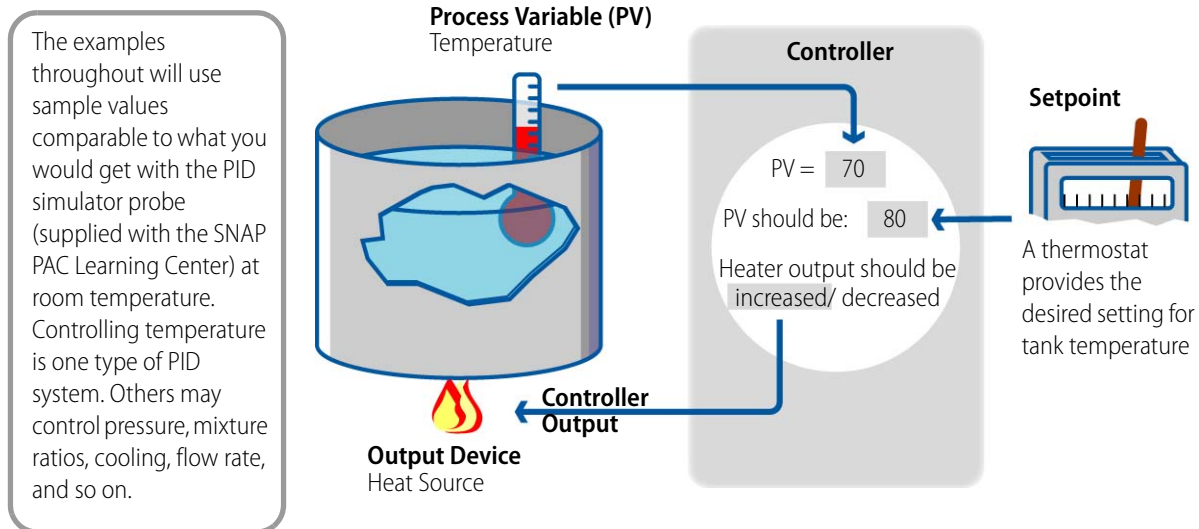 The examples
throughout will use
sample values
comparable to what you
would get with the PID
simulator probe
(supplied with the SNAP
PAC Learning Center) at
room temperature.
Controlling temperature
is one type of PID
system. Others may
control pressure, mixture
ratios, cooling, flow rate,
and so on.
Process Variable (PV)
Temperature
Controller
Setpoint
PV = 70
PV should be: 80
Heater output should be
increased/ decreased
A thermostat
provides the
desired setting for
tank temperature
Controller
Output
Output Device
Heat Source